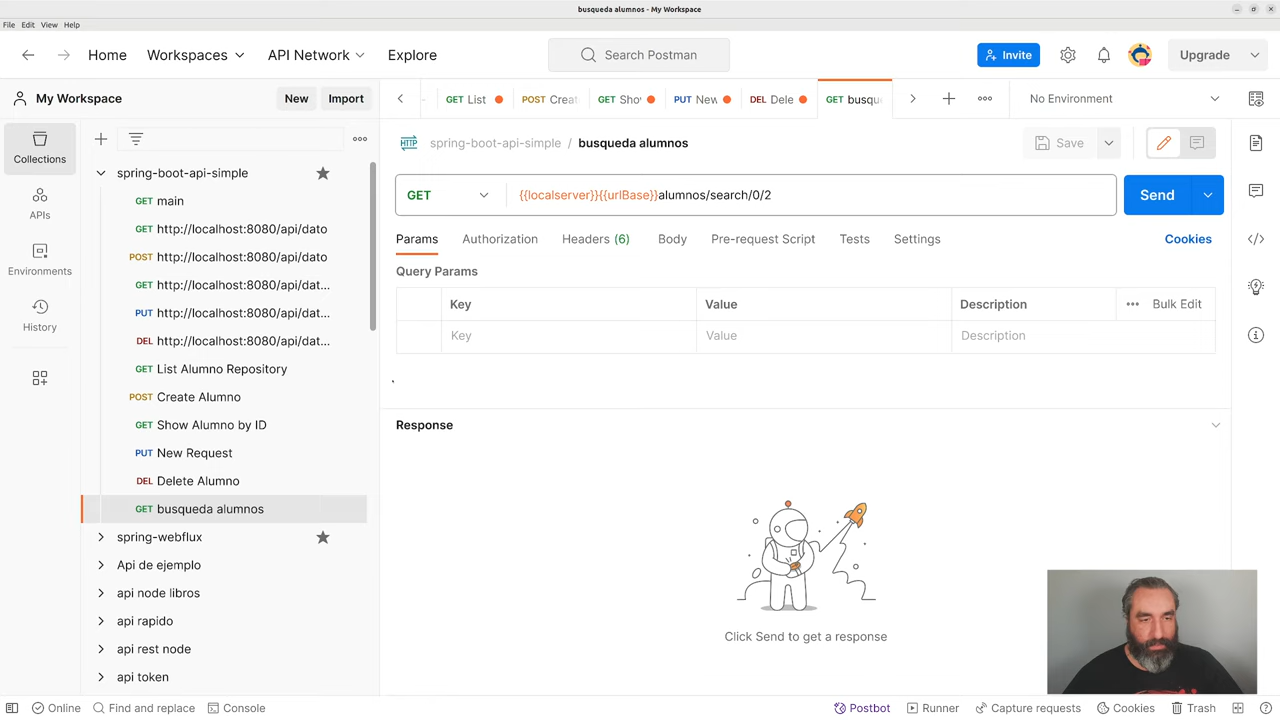 busqueda alumnos - My Workspace
File Edit View Help
Home Workspaces API Network Explore Search Postman Invite Upgrade
My Workspace New Import GET List POST Creat GET Sho PUT New DEL Dele GET busqu No Environment
spring-boot-api-simple / busqueda alumnos Save
Collections
APIs
Environments
History
spring-boot-api-simple
GET main
GET http://localhost:8080/api/dato
POST http://localhost:8080/api/dato
GET http://localhost:8080/api/dat...
PUT http://localhost:8080/api/dat...
DEL http://localhost:8080/api/dat...
GET List Alumno Repository
POST Create Alumno
GET Show Alumno by ID
PUT New Request
DEL Delete Alumno
GET busqueda alumnos
spring-webflux
Api de ejemplo
api node libros
api rapido
api rest node
api token
HTTP
GET {{localserver}}{{urlBase}}alumnos/search/0/2 Send
Params Authorization Headers (6) Body Pre-request Script Tests Settings Cookies
Query Params
Key Value Description Bulk Edit
Key Value Description
Response
Click Send to get a response
Online Find and replace Console Postbot Runner Capture requests Cookies Trash